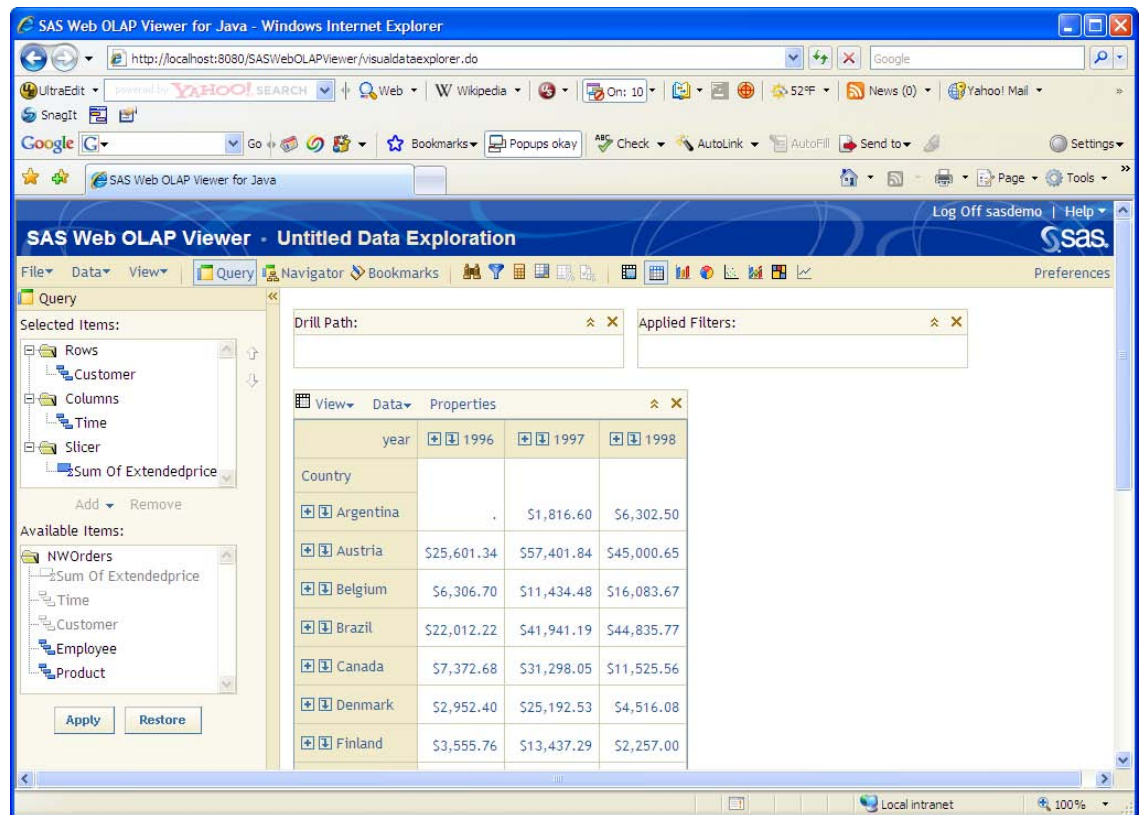 SAS Web OLAP Viewer for Java - Windows Internet Explorer
http://localhost:8080/SASWebOLAPViewer/visualdataexplorer.do
Google
UltraEdit
powered by YAHOO! SEARCH
Web
Wikipedia
On: 10
52°F
News (0)
Yahoo! Mail
SnagIt
Google
Go
Bookmarks
Popups okay
Check
AutoLink
AutoFill
Send to
Settings
SAS Web OLAP Viewer for Java
Page
Tools
Log Off sasdemo | Help
SAS Web OLAP Viewer - Untitled Data Exploration
sas.
File Data View Query Navigator Bookmarks Preferences
Query
Selected Items:
Rows
Customer
Columns
Time
Slicer
Sum Of Extendedprice
Add Remove
Available Items:
NWOrders
Sum Of Extendedprice
Time
Customer
Employee
Product
Apply Restore
Drill Path:
Applied Filters:
View Data Properties
year 1996 1997 1998
Country
Argentina . $1,816.60 $6,302.50
Austria $25,601.34 $57,401.84 $45,000.65
Belgium $6,306.70 $11,434.48 $16,083.67
Brazil $22,012.22 $41,941.19 $44,835.77
Canada $7,372.68 $31,298.05 $11,525.56
Denmark $2,952.40 $25,192.53 $4,516.08
Finland $3,555.76 $13,437.29 $2,257.00
Local intranet
100%